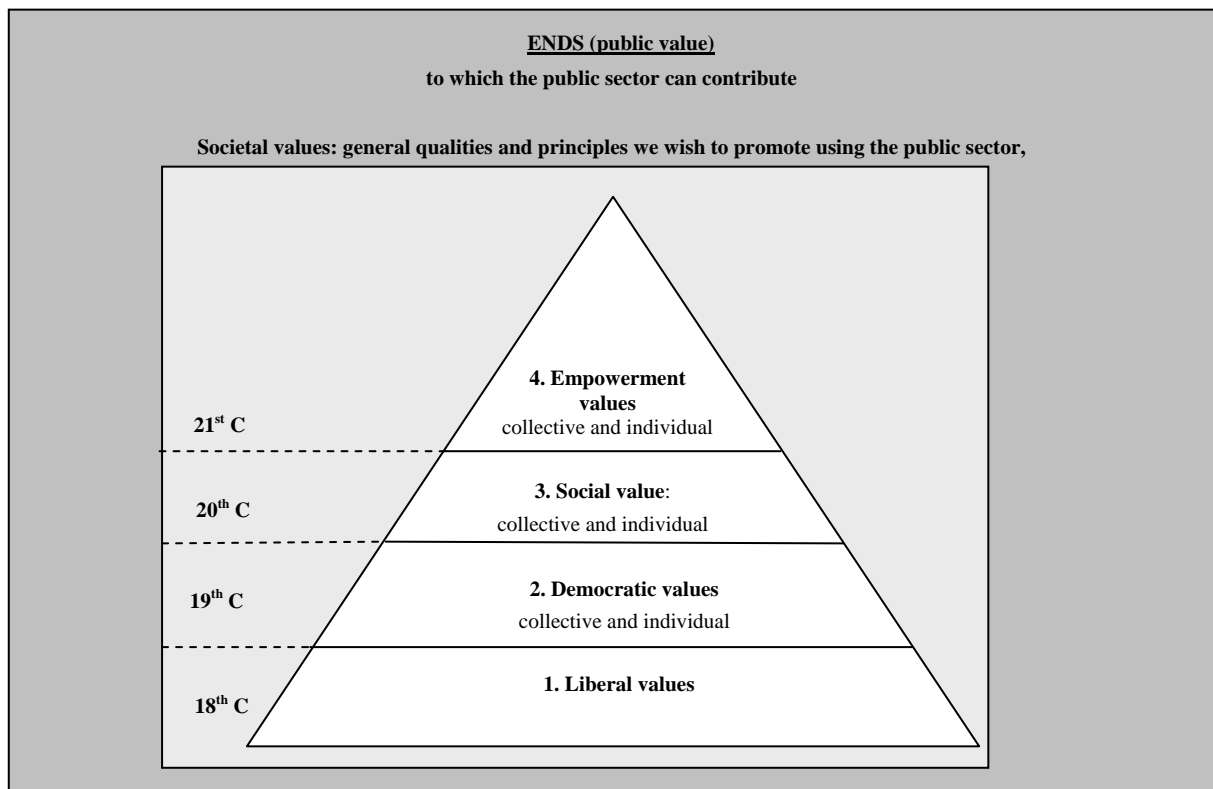 ENDS (public value)
to which the public sector can contribute
Societal values: general qualities and principles we wish to promote using the public sector,
4. Empowerment
values
collective and individual
21st C
3. Social value:
collective and individual
20th C
2. Democratic values
collective and individual
19th C
1. Liberal values
18th C